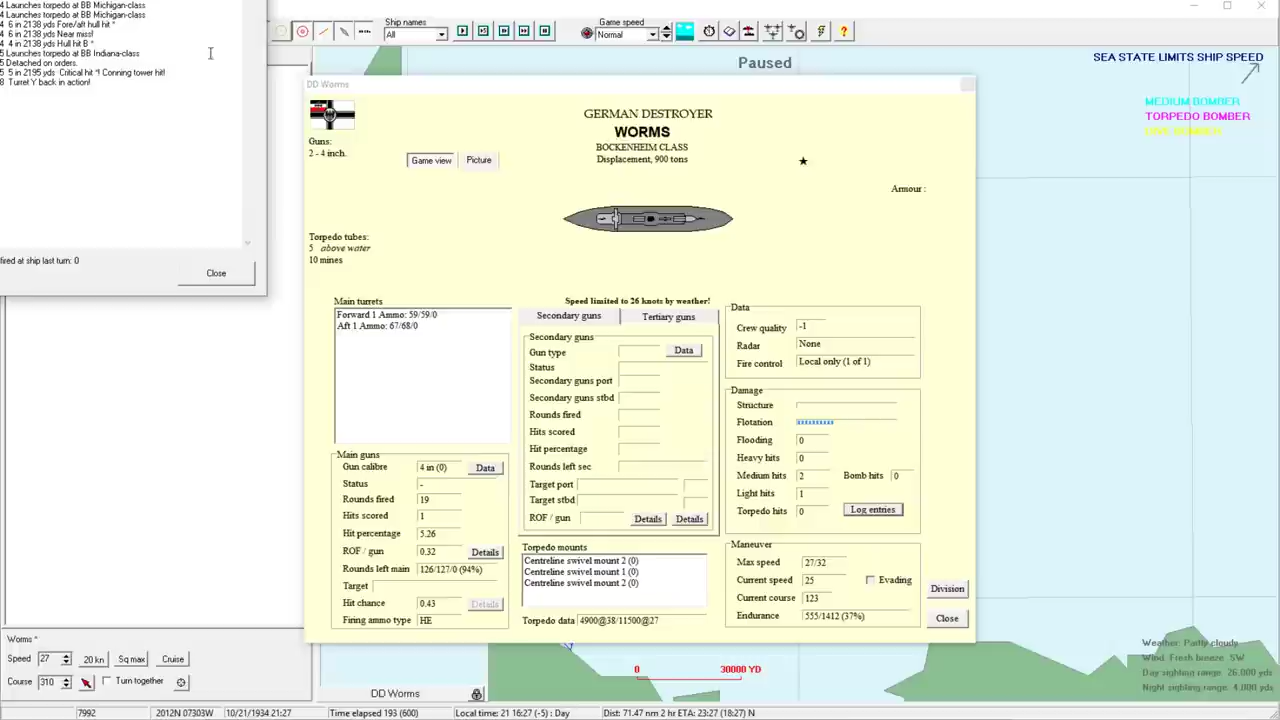 4 Launches torpedo at BB Michigan-class
4 Launches torpedo at BB Michigan-class
4 6 in 2138 yds Fore/aft hull hit *
4 6 in 2138 yds Near miss!
4 4 in 2138 yds Hull hit B *
5 Launches torpedo at BB Indiana-class
5 Detached on orders.
5 5 in 2195 yds Critical hit *! Conning tower hit!
8 Turret Y back in action!
fired at ship last turn: 0
Close
Ship names
All
Game speed
Normal
Paused
SEA STATE LIMITS SHIP SPEED
MEDIUM BOMBER
TORPEDO BOMBER
DIVE BOMBER
DD Worms
GERMAN DESTROYER
WORMS
BOCKENHEIM CLASS
Displacement, 900 tons
Guns:
2 - 4 inch.
Game view
Picture
Armour :
Torpedo tubes:
5 above water
10 mines
Main turrets
Forward 1 Ammo: 59/59/0
Aft 1 Ammo: 67/68/0
Speed limited to 26 knots by weather!
Secondary guns
Tertiary guns
Secondary guns
Gun type
Data
Status
Secondary guns port
Secondary guns stbd
Rounds fired
Hits scored
Hit percentage
Rounds left sec
Target port
Target stbd
ROF / gun
Details
Details
Main guns
Gun calibre 4 in (0) Data
Status -
Rounds fired 19
Hits scored 1
Hit percentage 5.26
ROF / gun 0.32 Details
Rounds left main 126/127/0 (94%)
Target
Hit chance 0.43 Details
Firing ammo type HE
Torpedo mounts
Centreline swivel mount 2 (0)
Centreline swivel mount 1 (0)
Centreline swivel mount 2 (0)
Torpedo data 4900@38/11500@27
Data
Crew quality -1
Radar None
Fire control Local only (1 of 1)
Damage
Structure
Flotation
Flooding 0
Heavy hits 0
Medium hits 2 Bomb hits 0
Light hits 1
Torpedo hits 0 Log entries
Maneuver
Max speed 27/32
Current speed 25 Evading
Current course 123
Endurance 555/1412 (37%)
Division
Close
Worms *
Speed 27 20 kn Sq max Cruise
Course 310 Turn together
0 30000 YD
DD Worms
Weather: Partly cloudy
Wind: Fresh breeze SW
Day sighting range: 26,000 yds
Night sighting range: 4,000 yds
7992 2012N 07303W 10/21/1934 21:27 Time elapsed 193 (600) Local time: 21 16:27 (-5) : Day Dist: 71.47 nm 2 hr ETA: 23:27 (18:27) N